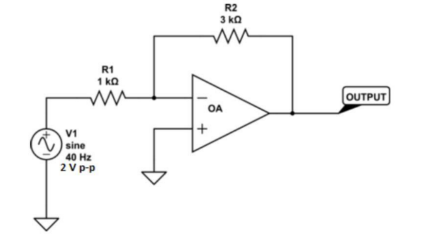 R2
3 kΩ
R1
1 kΩ
OA
OUTPUT
V1
sine
40 Hz
2 V p-p